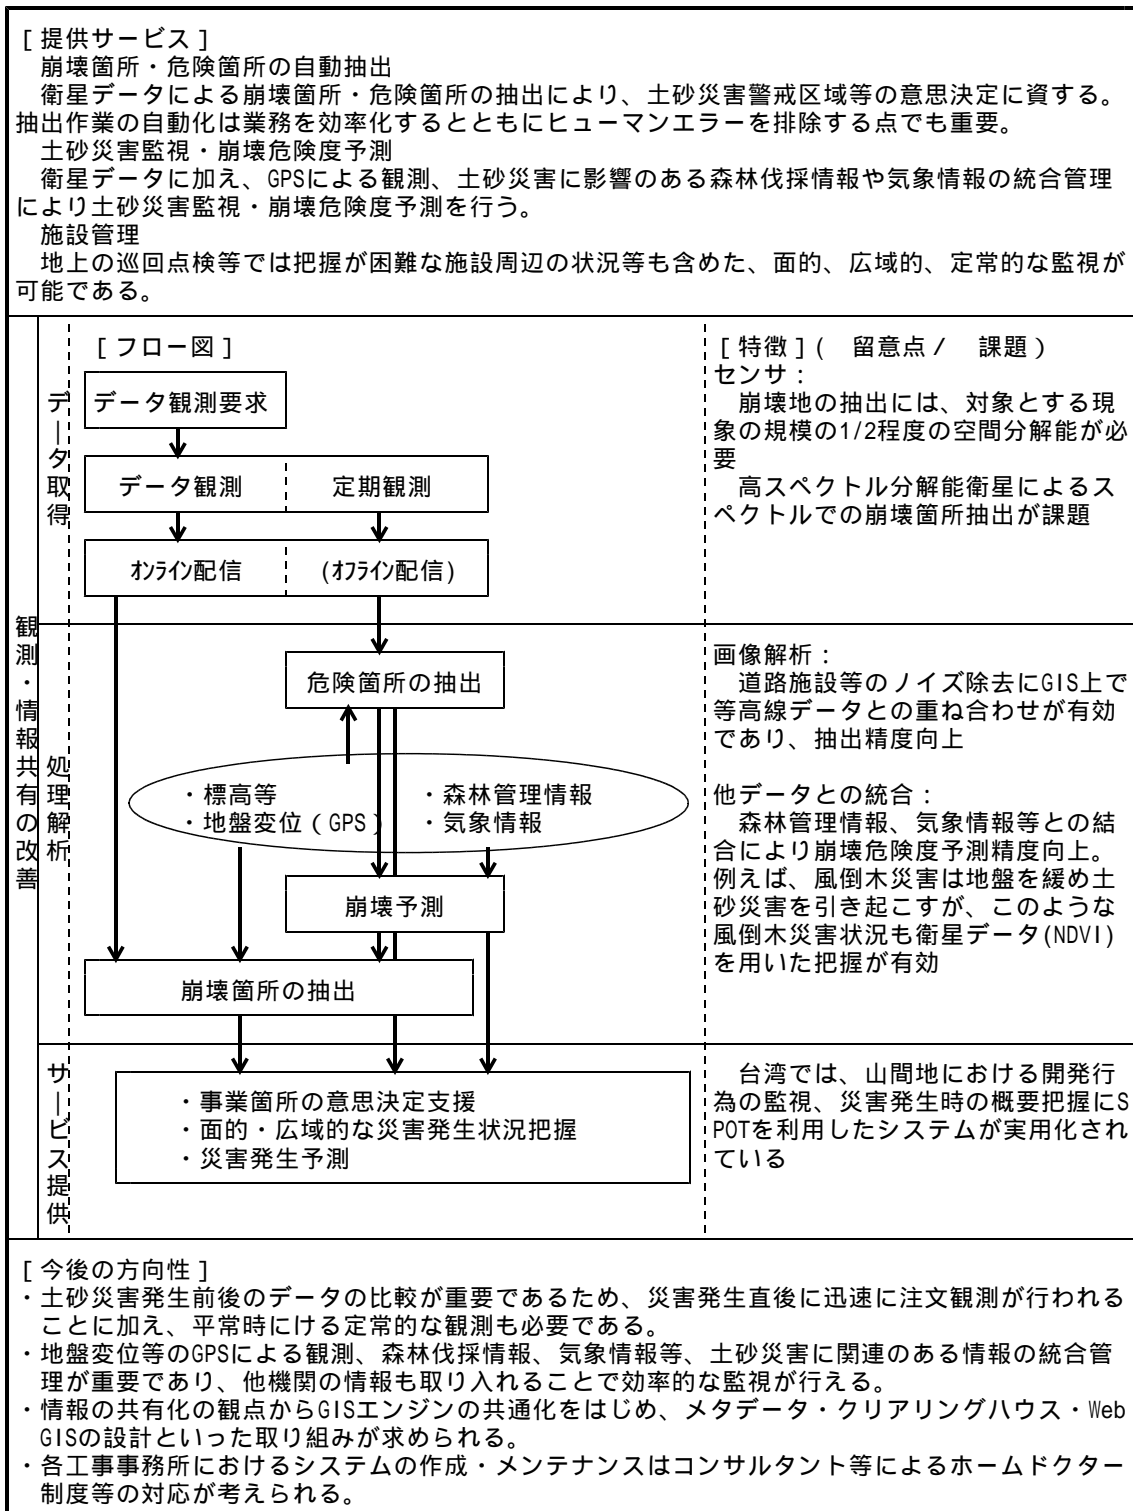 [ 提供サービス ]
崩壊箇所・危険箇所の自動抽出
衛星データによる崩壊箇所・危険箇所の抽出により、土砂災害警戒区域等の意思決定に資する。
抽出作業の自動化は業務を効率化するとともにヒューマンエラーを排除する点でも重要。
土砂災害監視・崩壊危険度予測
衛星データに加え、GPSによる観測、土砂災害に影響のある森林伐採情報や気象情報の統合管理
により土砂災害監視・崩壊危険度予測を行う。
施設管理
地上の巡回点検等では把握が困難な施設周辺の状況等も含めた、面的、広域的、定常的な監視が
可能である。
観測・情報共有の改善
データ取得
[ フロー図 ]
データ観測要求
データ観測
定期観測
ｵﾝﾗｲﾝ配信
(ｵﾌﾗｲﾝ配信)
[ 特徴 ] (　留意点 /　課題 )
センサ：
崩壊地の抽出には、対象とする現
象の規模の1/2程度の空間分解能が必
要
高スペクトル分解能衛星によるス
ペクトルでの崩壊箇所抽出が課題
処理解析
危険箇所の抽出
・標高等
・森林管理情報
・地盤変位（GPS）
・気象情報
崩壊予測
崩壊箇所の抽出
画像解析：
道路施設等のノイズ除去にGIS上で
等高線データとの重ね合わせが有効
であり、抽出精度向上
他データとの統合：
森林管理情報、気象情報等との結
合により崩壊危険度予測精度向上。
例えば、風倒木災害は地盤を緩め土
砂災害を引き起こすが、このような
風倒木災害状況も衛星データ(NDVI)
を用いた把握が有効
サービス提供
・事業箇所の意思決定支援
・面的・広域的な災害発生状況把握
・災害発生予測
台湾では、山間地における開発行
為の監視、災害発生時の概要把握にS
POTを利用したシステムが実用化され
ている
[ 今後の方向性 ]
・土砂災害発生前後のデータの比較が重要であるため、災害発生直後に迅速に注文観測が行われる
ことに加え、平常時にける定常的な観測も必要である。
・地盤変位等のGPSによる観測、森林伐採情報、気象情報等、土砂災害に関連のある情報の統合管
理が重要であり、他機関の情報も取り入れることで効率的な監視が行える。
・情報の共有化の観点からGISエンジンの共通化をはじめ、メタデータ・クリアリングハウス・Web
GISの設計といった取り組みが求められる。
・各工事事務所におけるシステムの作成・メンテナンスはコンサルタント等によるホームドクター
制度等の対応が考えられる。